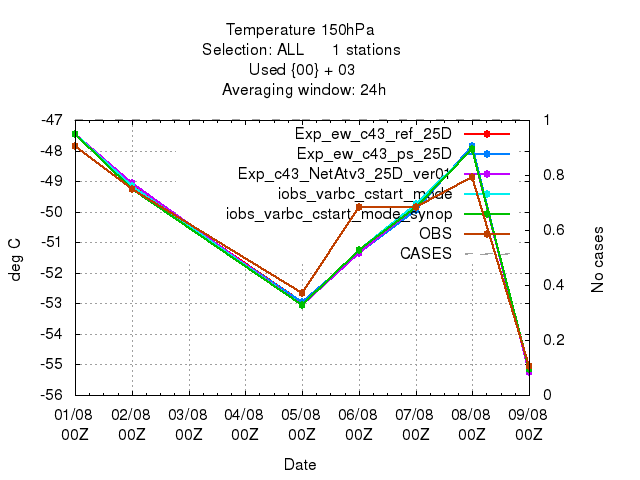 Temperature 150hPa
Selection: ALL 1 stations
Used {00} + 03
Averaging window: 24h
-47
-48
-49
-50
-51
-52
-53
-54
-55
-56
deg C
1
0.8
0.6
0.4
0.2
0
No cases
Exp_ew_c43_ref_25D
Exp_ew_c43_ps_25D
Exp_c43_NetAtv3_25D_ver01
iobs_varbc_cstart_mode
iobs_varbc_cstart_mode_synop
OBS
CASES
01/08 02/08 03/08 04/08 05/08 06/08 07/08 08/08 09/08
00Z 00Z 00Z 00Z 00Z 00Z 00Z 00Z 00Z
Date